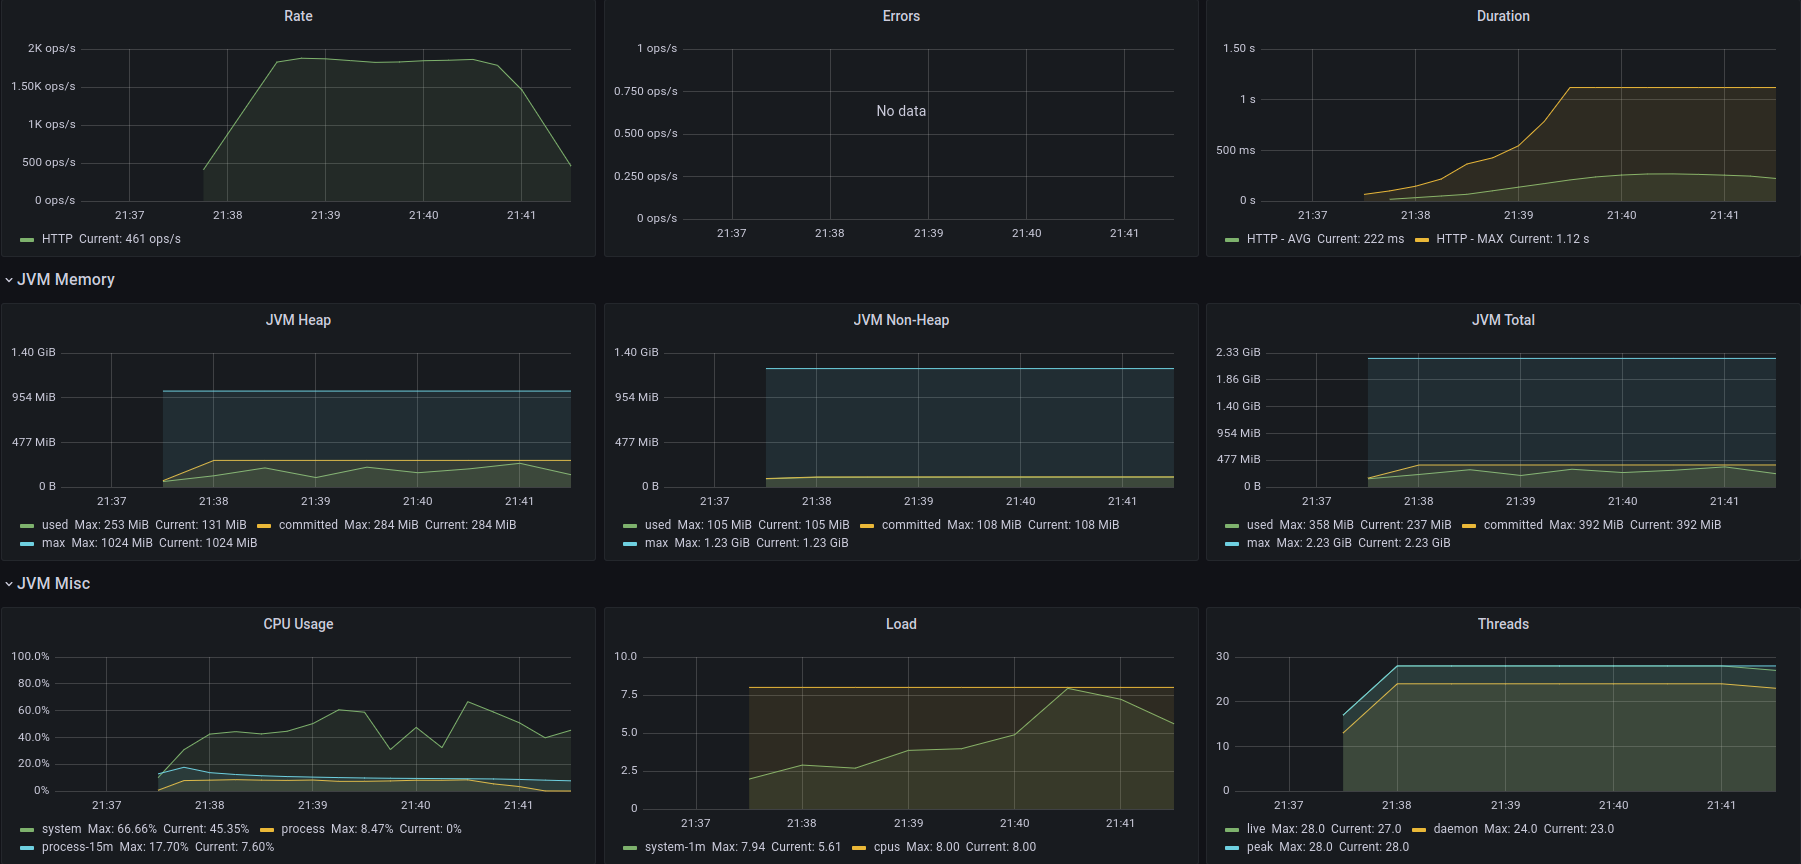 Rate
2K ops/s
1.50K ops/s
1K ops/s
500 ops/s
0 ops/s
21:37 21:38 21:39 21:40 21:41
HTTP Current: 461 ops/s
Errors
1 ops/s
0.750 ops/s
0.500 ops/s
0.250 ops/s
0 ops/s
No data
21:37 21:38 21:39 21:40 21:41
Duration
1.50 s
1 s
500 ms
0 s
21:37 21:38 21:39 21:40 21:41
HTTP - AVG Current: 222 ms HTTP - MAX Current: 1.12 s
JVM Memory
JVM Heap
1.40 GiB
954 MiB
477 MiB
0 B
21:37 21:38 21:39 21:40 21:41
used Max: 253 MiB Current: 131 MiB committed Max: 284 MiB Current: 284 MiB
max Max: 1024 MiB Current: 1024 MiB
JVM Non-Heap
1.40 GiB
954 MiB
477 MiB
0 B
21:37 21:38 21:39 21:40 21:41
used Max: 105 MiB Current: 105 MiB committed Max: 108 MiB Current: 108 MiB
max Max: 1.23 GiB Current: 1.23 GiB
JVM Total
2.33 GiB
1.86 GiB
1.40 GiB
954 MiB
477 MiB
0 B
21:37 21:38 21:39 21:40 21:41
used Max: 358 MiB Current: 237 MiB committed Max: 392 MiB Current: 392 MiB
max Max: 2.23 GiB Current: 2.23 GiB
JVM Misc
CPU Usage
100.0%
80.0%
60.0%
40.0%
20.0%
0%
21:37 21:38 21:39 21:40 21:41
system Max: 66.66% Current: 45.35% process Max: 8.47% Current: 0%
process-15m Max: 17.70% Current: 7.60%
Load
10.0
7.5
5.0
2.5
0
21:37 21:38 21:39 21:40 21:41
system-1m Max: 7.94 Current: 5.61 cpus Max: 8.00 Current: 8.00
Threads
30
20
10
0
21:37 21:38 21:39 21:40 21:41
live Max: 28.0 Current: 27.0 daemon Max: 24.0 Current: 23.0
peak Max: 28.0 Current: 28.0